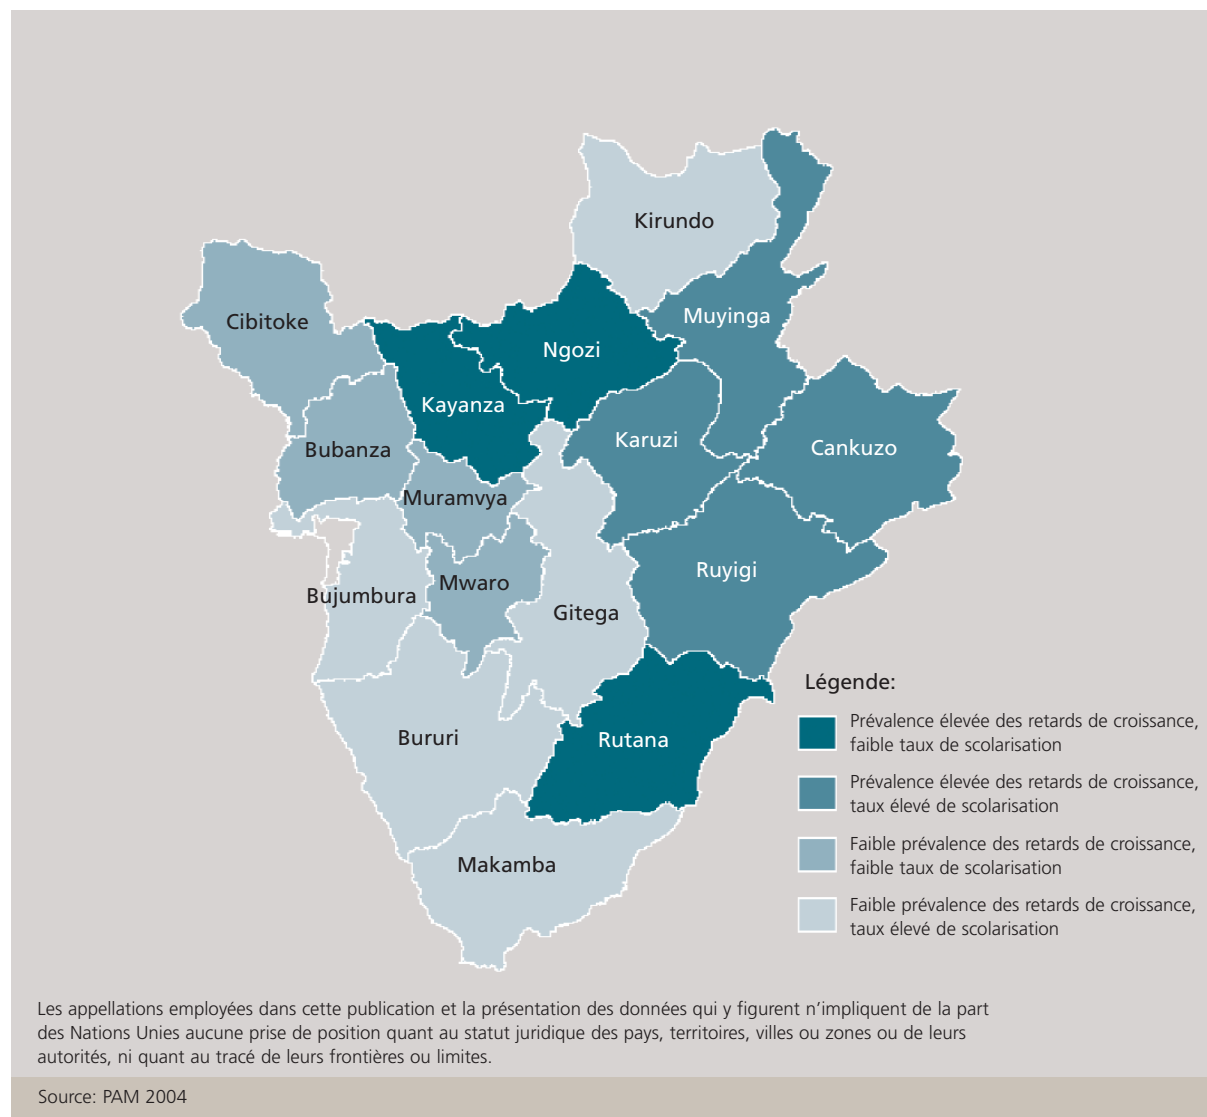 Kirundo
Cibitoke
Muyinga
Ngozi
Kayanza
Karuzi
Cankuzo
Bubanza
Muramvya
Ruyigi
Mwaro
Bujumbura
Gitega
Légende:
Prévalence élevée des retards de croissance,
faible taux de scolarisation
Bururi
Rutana
Prévalence élevée des retards de croissance,
taux élevé de scolarisation
Faible prévalence des retards de croissance,
faible taux de scolarisation
Makamba
Faible prévalence des retards de croissance,
taux élevé de scolarisation
Les appellations employées dans cette publication et la présentation des données qui y figurent n’impliquent de la part
des Nations Unies aucune prise de position quant au statut juridique des pays, territoires, villes ou zones ou de leurs
autorités, ni quant au tracé de leurs frontières ou limites.
Source: PAM 2004